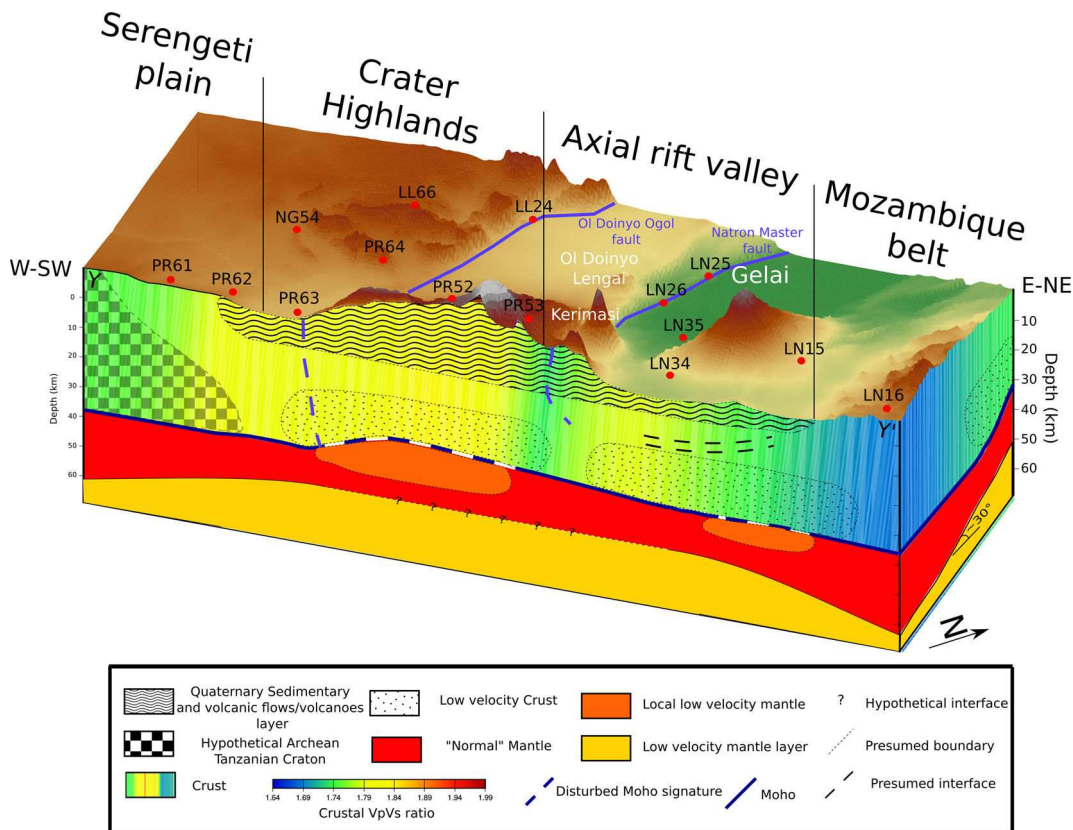 Serengeti
plain
Crater
Highlands
Axial rift valley
Mozambique
belt
LL66
NG54
LL24
Ol Doinyo Ogol
fault
Natron Master
fault
PR64
Ol Doinyo
Lengai
LN25
Gelai
W-SW
E-NE
Y
PR61
PR62
PR63
PR52
PR53
Kerimasi
LN26
LN35
LN34
LN15
LN16
Y'
0
10
20
30
40
50
60
Depth (km)
10
20
30
40
50
60
Depth (km)
? ? ? ? ? ?
~30°
N
Quaternary Sedimentary
and volcanic flows/volcanoes
layer
Low velocity Crust
Local low velocity mantle
? Hypothetical interface
Hypothetical Archean
Tanzanian Craton
"Normal" Mantle
Low velocity mantle layer
Presumed boundary
Crust
1.64 1.69 1.74 1.79 1.84 1.89 1.94 1.99
Crustal VpVs ratio
Disturbed Moho signature
Moho
Presumed interface